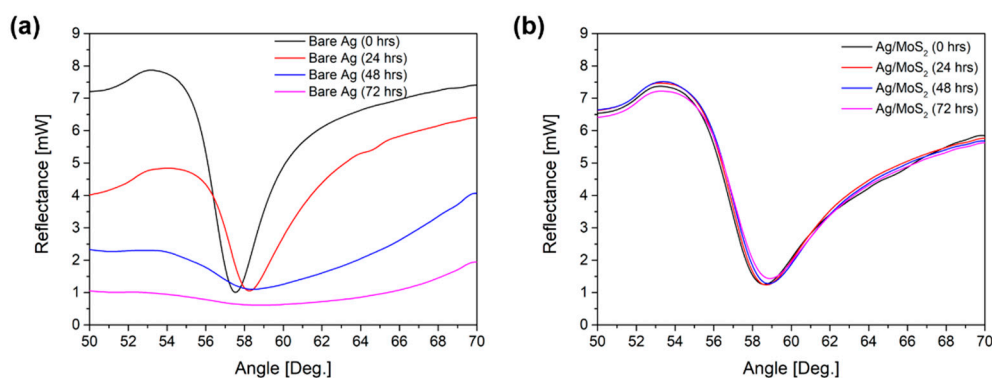 (a)
9
8
7
6
5
4
3
2
1
0
Reflectance [mW]
Bare Ag (0 hrs)
Bare Ag (24 hrs)
Bare Ag (48 hrs)
Bare Ag (72 hrs)
50 52 54 56 58 60 62 64 66 68 70
Angle [Deg.]
(b)
9
8
7
6
5
4
3
2
1
0
Reflectance [mW]
Ag/MoS₂ (0 hrs)
Ag/MoS₂ (24 hrs)
Ag/MoS₂ (48 hrs)
Ag/MoS₂ (72 hrs)
50 52 54 56 58 60 62 64 66 68 70
Angle [Deg.]